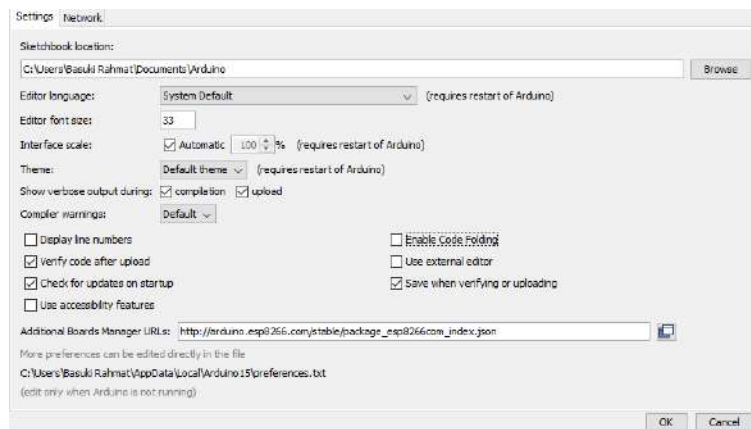 Settings Network
Sketchbook location:
C:\Users\Basuki Rahmat\Documents\Arduino Browse
Editor language: System Default (requires restart of Arduino)
Editor font size: 33
Interface scale: Automatic 100 % (requires restart of Arduino)
Theme: Default theme (requires restart of Arduino)
Show verbose output during: compilation upload
Compiler warnings: Default
Display line numbers Enable Code Folding
Verify code after upload Use external editor
Check for updates on startup Save when verifying or uploading
Use accessibility features
Additional Boards Manager URLs: http://arduino.esp8266.com/stable/package_esp8266com_index.json
More preferences can be edited directly in the file
C:\Users\Basuki Rahmat\AppData\Local\Arduino15\preferences.txt
(edit only when Arduino is not running)
OK Cancel